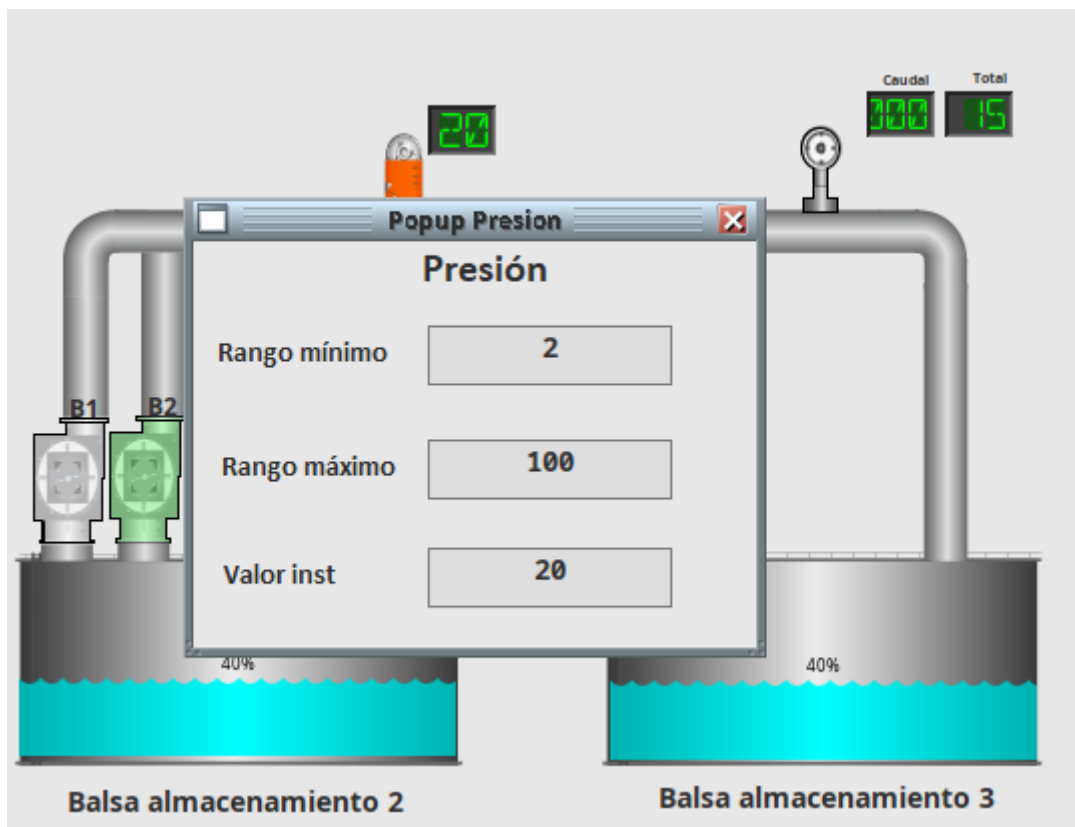 Caudal Total
000 15
20
Popup Presion
Presión
Rango mínimo 2
B1 B2
Rango máximo 100
Valor inst 20
40% 40%
Balsa almacenamiento 2 Balsa almacenamiento 3